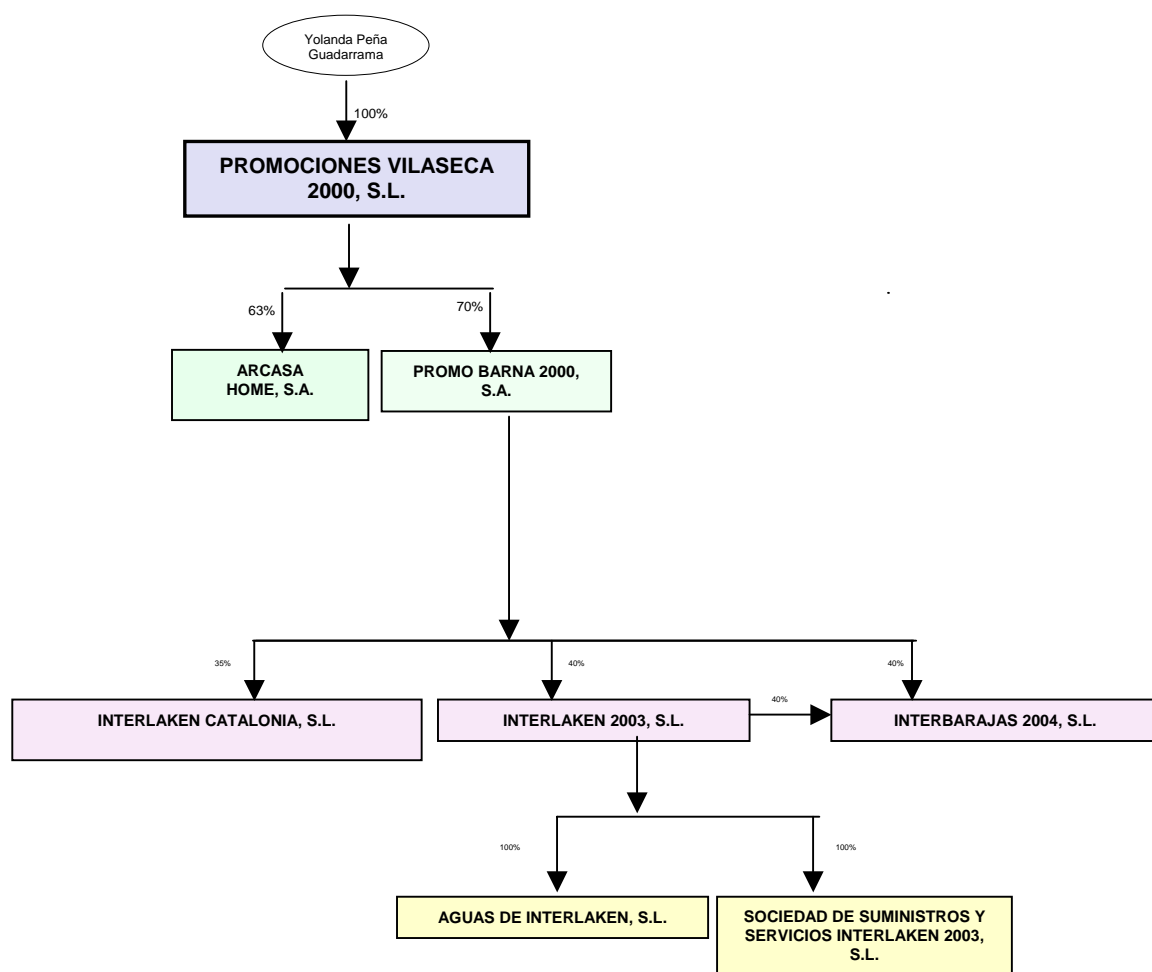 Yolanda Peña
Guadarrama
100%
PROMOCIONES VILASECA
2000, S.L.
63%
70%
ARCASA
HOME, S.A.
PROMO BARNA 2000,
S.A.
35%
40%
40%
INTERLAKEN CATALONIA, S.L.
INTERLAKEN 2003, S.L.
40%
INTERBARAJAS 2004, S.L.
100%
100%
AGUAS DE INTERLAKEN, S.L.
SOCIEDAD DE SUMINISTROS Y
SERVICIOS INTERLAKEN 2003,
S.L.